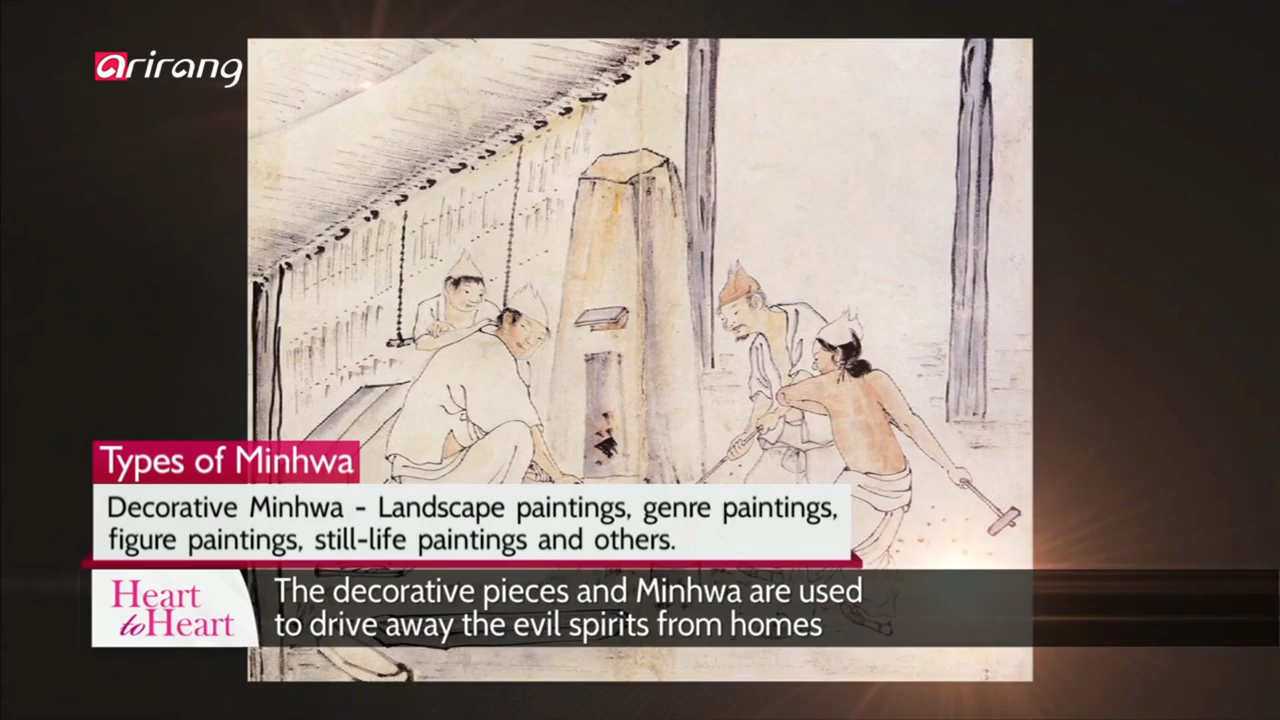 arirang
Types of Minhwa
Decorative Minhwa - Landscape paintings, genre paintings,
figure paintings, still-life paintings and others.
Heart
to Heart
The decorative pieces and Minhwa are used
to drive away the evil spirits from homes